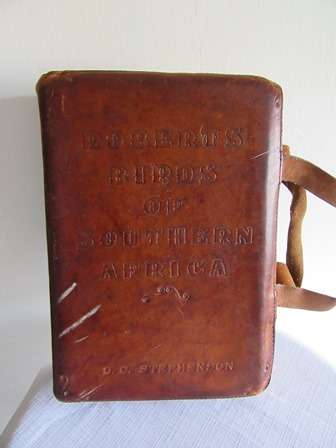 ROBERTS
BIRDS
OF
SOUTHERN
AFRICA
D. C. STEPHENSON